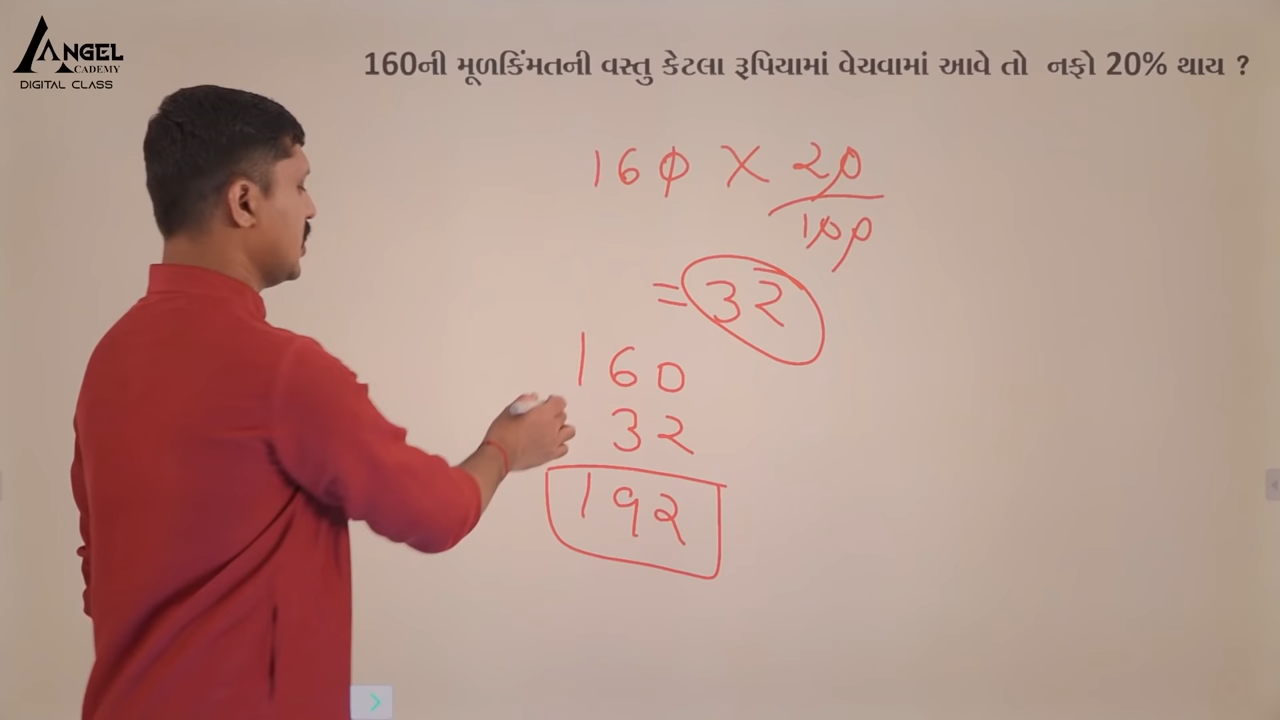 ANGEL
ACADEMY
DIGITAL CLASS
160ની મૂળકિંમતની વસ્તુ કેટલા રૂપિયામાં વેચવામાં આવે તો નફો 20% થાય ?
160 X 20
100
= 32
160
32
192